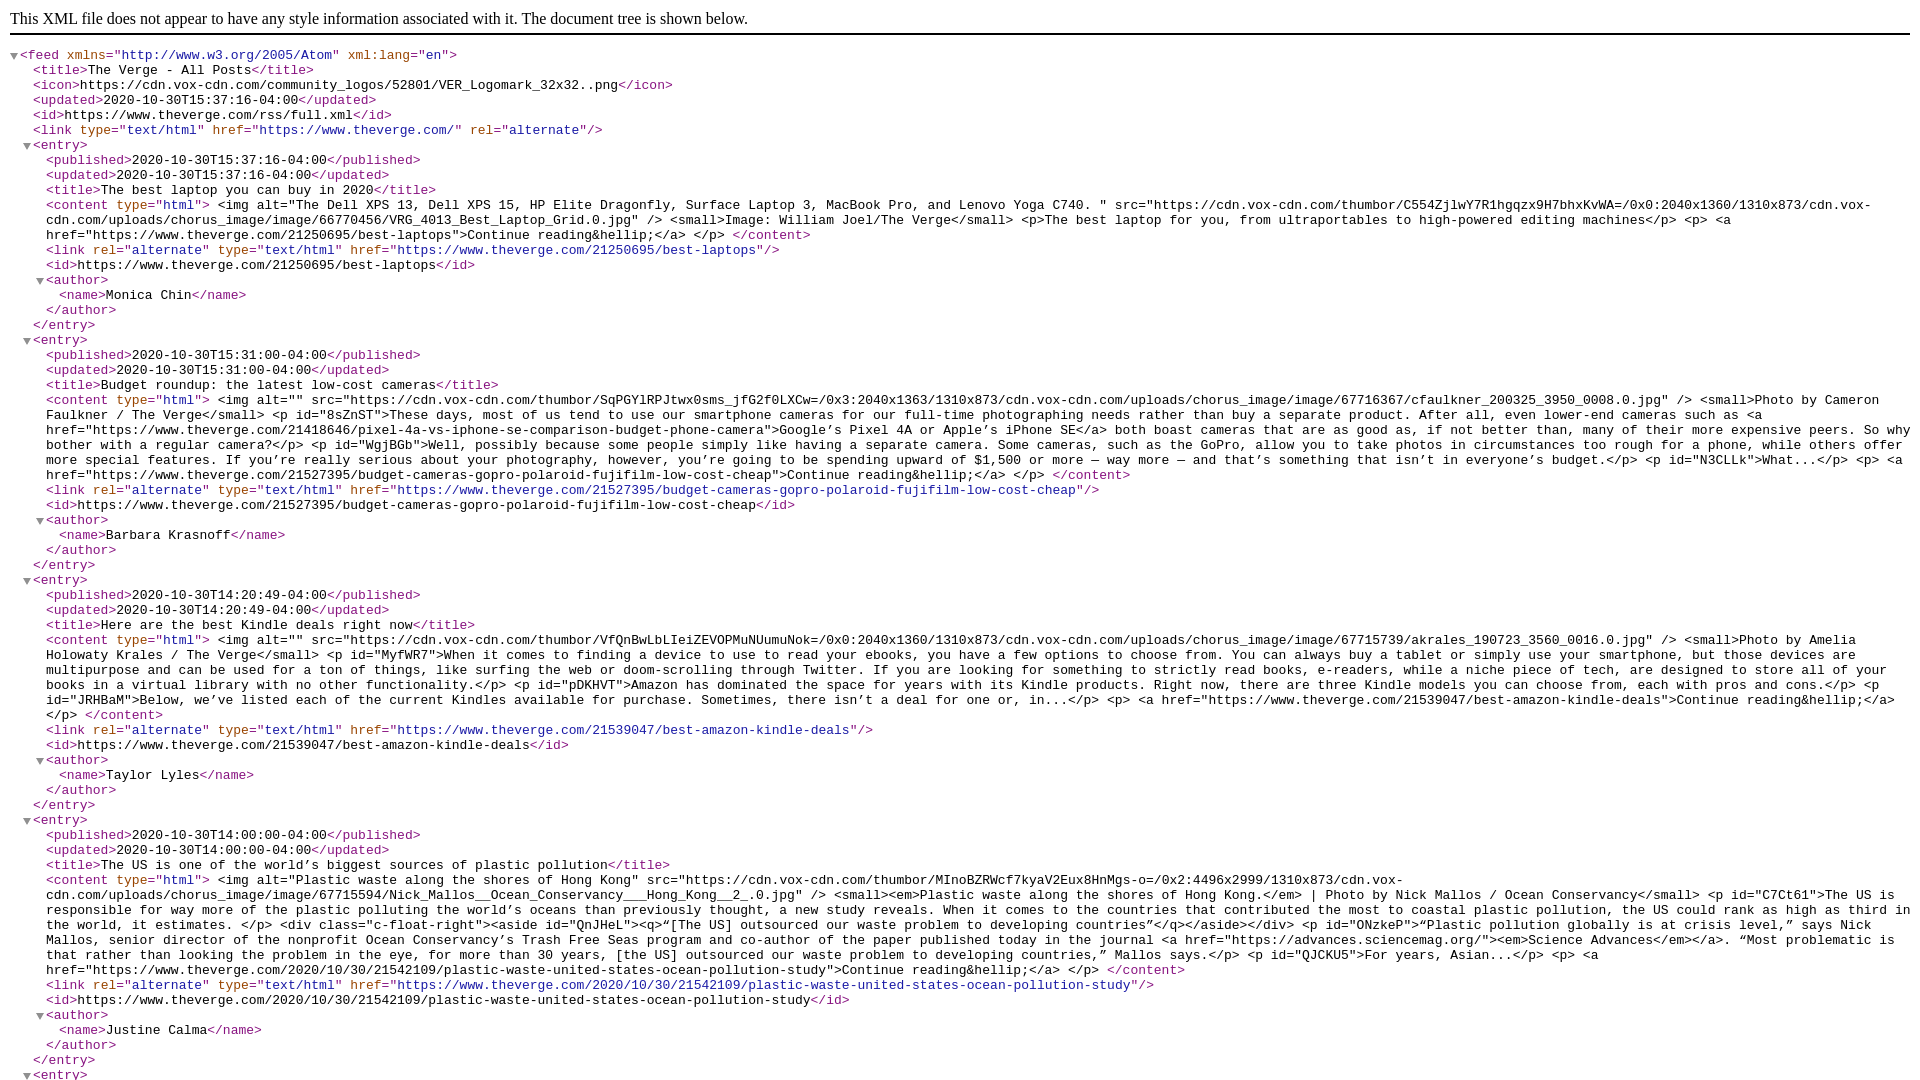 This XML file does not appear to have any style information associated with it. The document tree is shown below.
<feed xmlns="http://www.w3.org/2005/Atom" xml:lang="en">
<title>The Verge - All Posts</title>
<icon>https://cdn.vox-cdn.com/community_logos/52801/VER_Logomark_32x32..png</icon>
<updated>2020-10-30T15:37:16-04:00</updated>
<id>https://www.theverge.com/rss/full.xml</id>
<link type="text/html" href="https://www.theverge.com/" rel="alternate"/>
<entry>
<published>2020-10-30T15:37:16-04:00</published>
<updated>2020-10-30T15:37:16-04:00</updated>
<title>The best laptop you can buy in 2020</title>
<content type="html"> <img alt="The Dell XPS 13, Dell XPS 15, HP Elite Dragonfly, Surface Laptop 3, MacBook Pro, and Lenovo Yoga C740. " src="https://cdn.vox-cdn.com/thumbor/C554ZjlwY7R1hgqzx9H7bhxKvWA=/0x0:2040x1360/1310x873/cdn.vox-
cdn.com/uploads/chorus_image/image/66770456/VRG_4013_Best_Laptop_Grid.0.jpg" /> <small>Image: William Joel/The Verge</small> <p>The best laptop for you, from ultraportables to high-powered editing machines</p> <p> <a
href="https://www.theverge.com/21250695/best-laptops">Continue reading&hellip;</a> </p> </content>
<link rel="alternate" type="text/html" href="https://www.theverge.com/21250695/best-laptops"/>
<id>https://www.theverge.com/21250695/best-laptops</id>
<author>
<name>Monica Chin</name>
</author>
</entry>
<entry>
<published>2020-10-30T15:31:00-04:00</published>
<updated>2020-10-30T15:31:00-04:00</updated>
<title>Budget roundup: the latest low-cost cameras</title>
<content type="html"> <img alt="" src="https://cdn.vox-cdn.com/thumbor/SqPGYlRPJtwx0sms_jfG2f0LXCw=/0x3:2040x1363/1310x873/cdn.vox-cdn.com/uploads/chorus_image/image/67716367/cfaulkner_200325_3950_0008.0.jpg" /> <small>Photo by Cameron
Faulkner / The Verge</small> <p id="8sZnST">These days, most of us tend to use our smartphone cameras for our full-time photographing needs rather than buy a separate product. After all, even lower-end cameras such as <a
href="https://www.theverge.com/21418646/pixel-4a-vs-iphone-se-comparison-budget-phone-camera">Google’s Pixel 4A or Apple’s iPhone SE</a> both boast cameras that are as good as, if not better than, many of their more expensive peers. So why
bother with a regular camera?</p> <p id="WgjBGb">Well, possibly because some people simply like having a separate camera. Some cameras, such as the GoPro, allow you to take photos in circumstances too rough for a phone, while others offer
more special features. If you’re really serious about your photography, however, you’re going to be spending upward of $1,500 or more — way more — and that’s something that isn’t in everyone’s budget.</p> <p id="N3CLLk">What...</p> <p> <a
href="https://www.theverge.com/21527395/budget-cameras-gopro-polaroid-fujifilm-low-cost-cheap">Continue reading&hellip;</a> </p> </content>
<link rel="alternate" type="text/html" href="https://www.theverge.com/21527395/budget-cameras-gopro-polaroid-fujifilm-low-cost-cheap"/>
<id>https://www.theverge.com/21527395/budget-cameras-gopro-polaroid-fujifilm-low-cost-cheap</id>
<author>
<name>Barbara Krasnoff</name>
</author>
</entry>
<entry>
<published>2020-10-30T14:20:49-04:00</published>
<updated>2020-10-30T14:20:49-04:00</updated>
<title>Here are the best Kindle deals right now</title>
<content type="html"> <img alt="" src="https://cdn.vox-cdn.com/thumbor/VfQnBwLbLIeiZEVOPMuNUumuNok=/0x0:2040x1360/1310x873/cdn.vox-cdn.com/uploads/chorus_image/image/67715739/akrales_190723_3560_0016.0.jpg" /> <small>Photo by Amelia
Holowaty Krales / The Verge</small> <p id="MyfWR7">When it comes to finding a device to use to read your ebooks, you have a few options to choose from. You can always buy a tablet or simply use your smartphone, but those devices are
multipurpose and can be used for a ton of things, like surfing the web or doom-scrolling through Twitter. If you are looking for something to strictly read books, e-readers, while a niche piece of tech, are designed to store all of your
books in a virtual library with no other functionality.</p> <p id="pDKHVT">Amazon has dominated the space for years with its Kindle products. Right now, there are three Kindle models you can choose from, each with pros and cons.</p> <p
id="JRHBaM">Below, we’ve listed each of the current Kindles available for purchase. Sometimes, there isn’t a deal for one or, in...</p> <p> <a href="https://www.theverge.com/21539047/best-amazon-kindle-deals">Continue reading&hellip;</a>
</p> </content>
<link rel="alternate" type="text/html" href="https://www.theverge.com/21539047/best-amazon-kindle-deals"/>
<id>https://www.theverge.com/21539047/best-amazon-kindle-deals</id>
<author>
<name>Taylor Lyles</name>
</author>
</entry>
<entry>
<published>2020-10-30T14:00:00-04:00</published>
<updated>2020-10-30T14:00:00-04:00</updated>
<title>The US is one of the world’s biggest sources of plastic pollution</title>
<content type="html"> <img alt="Plastic waste along the shores of Hong Kong" src="https://cdn.vox-cdn.com/thumbor/MInoBZRWcf7kyaV2Eux8HnMgs-o=/0x2:4496x2999/1310x873/cdn.vox-
cdn.com/uploads/chorus_image/image/67715594/Nick_Mallos__Ocean_Conservancy___Hong_Kong__2_.0.jpg" /> <small><em>Plastic waste along the shores of Hong Kong.</em> | Photo by Nick Mallos / Ocean Conservancy</small> <p id="C7Ct61">The US is
responsible for way more of the plastic polluting the world’s oceans than previously thought, a new study reveals. When it comes to the countries that contributed the most to coastal plastic pollution, the US could rank as high as third in
the world, it estimates. </p> <div class="c-float-right"><aside id="QnJHeL"><q>“[The US] outsourced our waste problem to developing countries”</q></aside></div> <p id="ONzkeP">“Plastic pollution globally is at crisis level,” says Nick
Mallos, senior director of the nonprofit Ocean Conservancy’s Trash Free Seas program and co-author of the paper published today in the journal <a href="https://advances.sciencemag.org/"><em>Science Advances</em></a>. “Most problematic is
that rather than looking the problem in the eye, for more than 30 years, [the US] outsourced our waste problem to developing countries,” Mallos says.</p> <p id="QJCKU5">For years, Asian...</p> <p> <a
href="https://www.theverge.com/2020/10/30/21542109/plastic-waste-united-states-ocean-pollution-study">Continue reading&hellip;</a> </p> </content>
<link rel="alternate" type="text/html" href="https://www.theverge.com/2020/10/30/21542109/plastic-waste-united-states-ocean-pollution-study"/>
<id>https://www.theverge.com/2020/10/30/21542109/plastic-waste-united-states-ocean-pollution-study</id>
<author>
<name>Justine Calma</name>
</author>
</entry>
<entry>